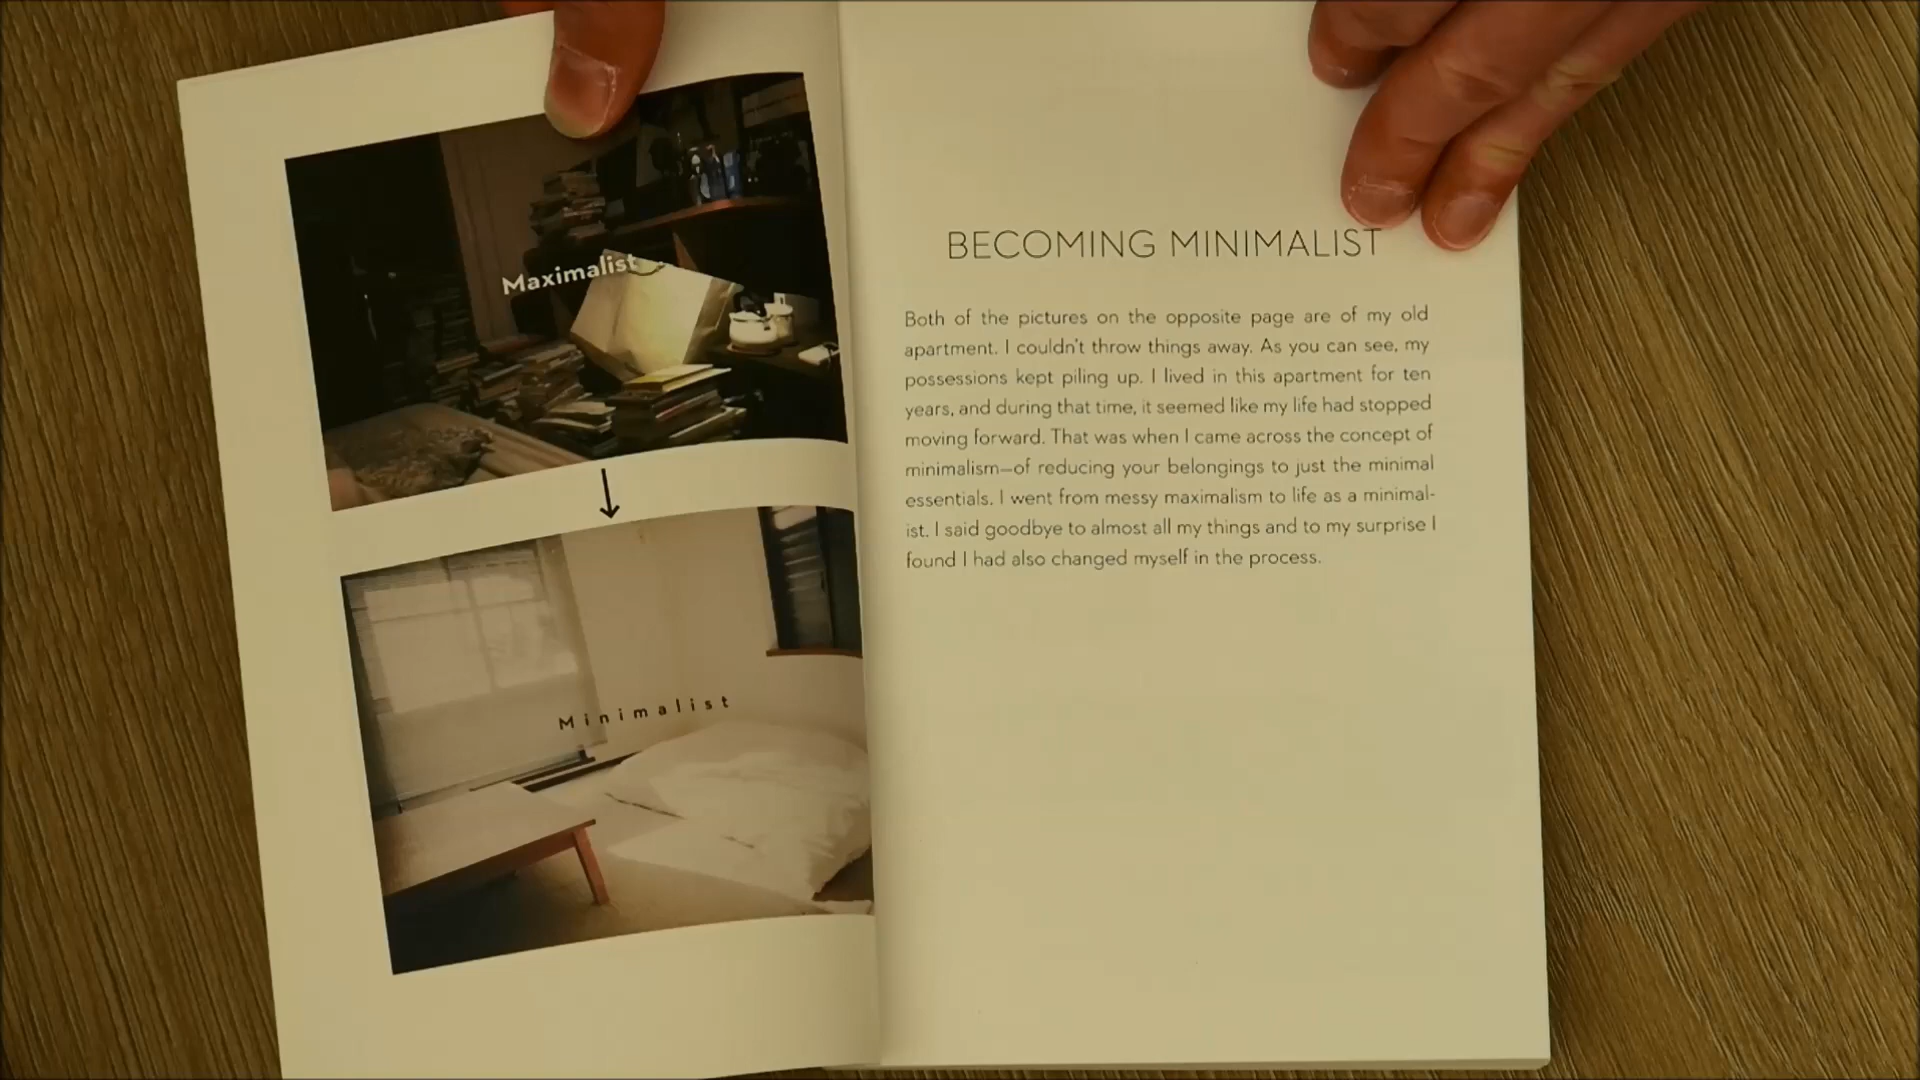 Maximalist
Minimalist
BECOMING MINIMALIST
Both of the pictures on the opposite page are of my old
apartment. I couldn't throw things away. As you can see, my
possessions kept piling up. I lived in this apartment for ten
years, and during that time, it seemed like my life had stopped
moving forward. That was when I came across the concept of
minimalism—of reducing your belongings to just the minimal
essentials. I went from messy maximalism to life as a minimal-
ist. I said goodbye to almost all my things and to my surprise I
found I had also changed myself in the process.